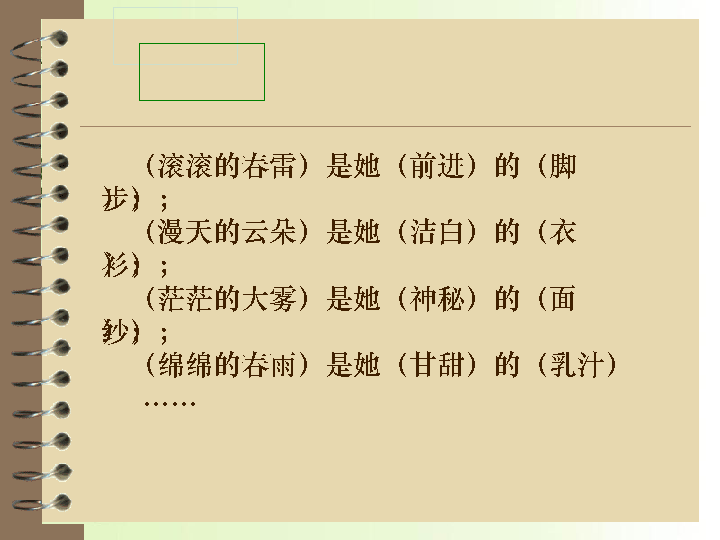 （滚滚的春雷）是她（前进）的（脚
步）；
（漫天的云朵）是她（洁白）的（衣
衫）；
（茫茫的大雾）是她（神秘）的（面
纱）；
（绵绵的春雨）是她（甘甜）的（乳汁）
……